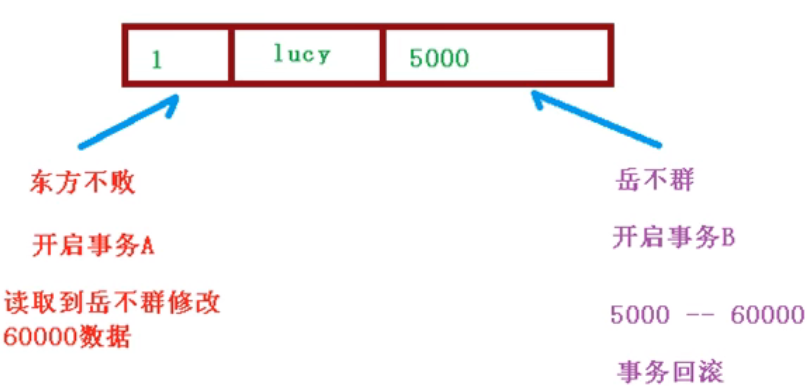 1 lucy 5000
东方不败
开启事务A
读取到岳不群修改
60000数据
岳不群
开启事务B
5000 -- 60000
事务回滚